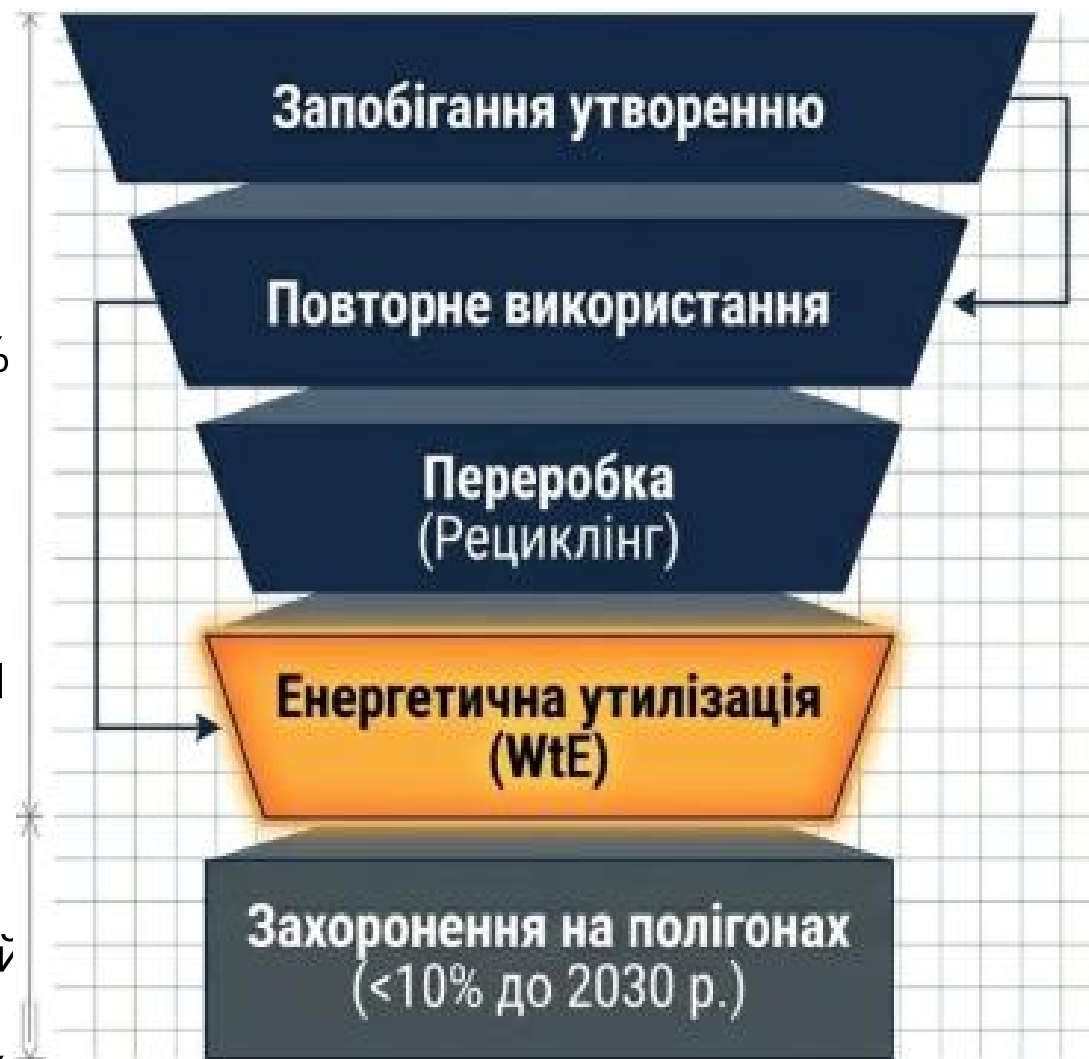 Запобігання утворенню
Повторне використання
Переробка
(Рециклінг)
Енергетична утилізація
(WtE)
Захоронення на полігонах
(<10% до 2030 р.)